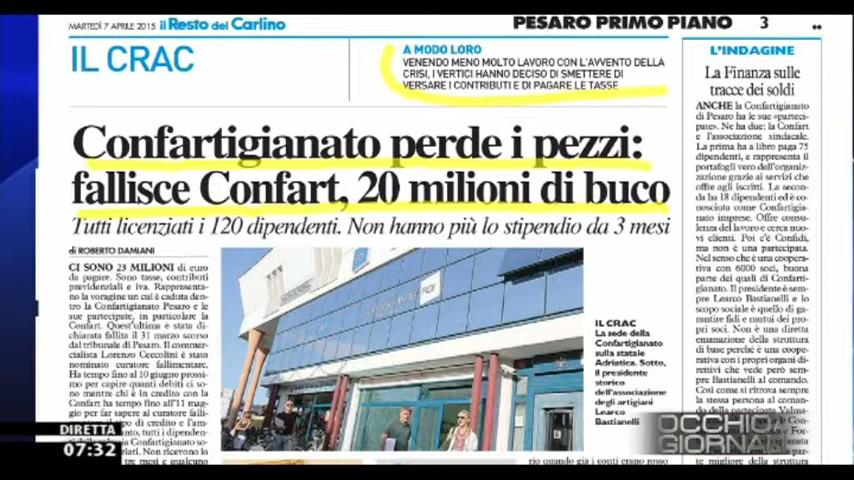 MARTEDÌ 7 APRILE 2015 il Resto del Carlino
PESARO PRIMO PIANO 3
IL CRAC
A MODO LORO
VENENDO MENO MOLTO LAVORO CON L'AVVENTO DELLA
CRISI, I VERTICI HANNO DECISO DI SMETTERE DI
VERSARE I CONTRIBUTI E DI PAGARE LE TASSE
Confartigianato perde i pezzi:
fallisce Confart, 20 milioni di buco
Tutti licenziati i 120 dipendenti. Non hanno più lo stipendio da 3 mesi
di ROBERTO DAMIANI
CI SONO 23 MILIONI di euro
da pagare. Sono tasse, contributi
previdenziali e iva. Rappresenta-
no la voragine un cui è caduta den-
tro la Confartigianato Pesaro e le
sue partecipate, in particolare la
Confart. Quest'ultima è stata di-
chiarata fallita il 31 marzo scorso
dal tribunale di Pesaro. Il commer-
cialista Lorenzo Ceccolini è stato
nominato curatore fallimentare.
Ha tempo fino al 10 giugno prossi-
mo per capire quanti debiti ci so-
no mentre chi è in credito con la
Confart ha tempo fino all'11 mag-
gio per far sapere al curatore falli-
IL CRAC
La sede della
Confartigianato
sulla statale
Adriatica. Sotto,
il presidente
storico
dell'associazione
degli artigiani
Learco
Bastianelli
L'INDAGINE
La Finanza sulle
tracce dei soldi
ANCHE la Confartigianato
di Pesaro ha le sue «parteci-
pate». Ne ha due: la Confart
e l'associazione sindacale.
La prima ha a libro paga 75
dipendenti, e rappresenta il
portafogli vero dell'organiz-
zazione grazie ai servizi che
offre agli iscritti. La secon-
da ha 18 dipendenti ed è co-
nosciuta come Confartigia-
nato imprese. Offre consu-
lenza del lavoro e cerca nuo-
vi clienti. Poi c'è Confidi,
ma non è una partecipata.
Nel senso che è una coopera-
tiva con 6000 soci, buona
parte dei quali di Confarti-
gianato. Il presidente è sem-
pre Learco Bastianelli e lo
scopo sociale è quello di ga-
rantire fidi e mutui dei pro-
pri soci. Non è una diretta
emanazione della struttura
di base perché è una coope-
rativa con i propri organi di-
rettivi che vede però sem-
pre Bastianelli al comando.
Così come si ritrova sempre
la stessa persona al coman-
do della partecipata
DIRETTA
07:32
OCCHIO
GIORNA